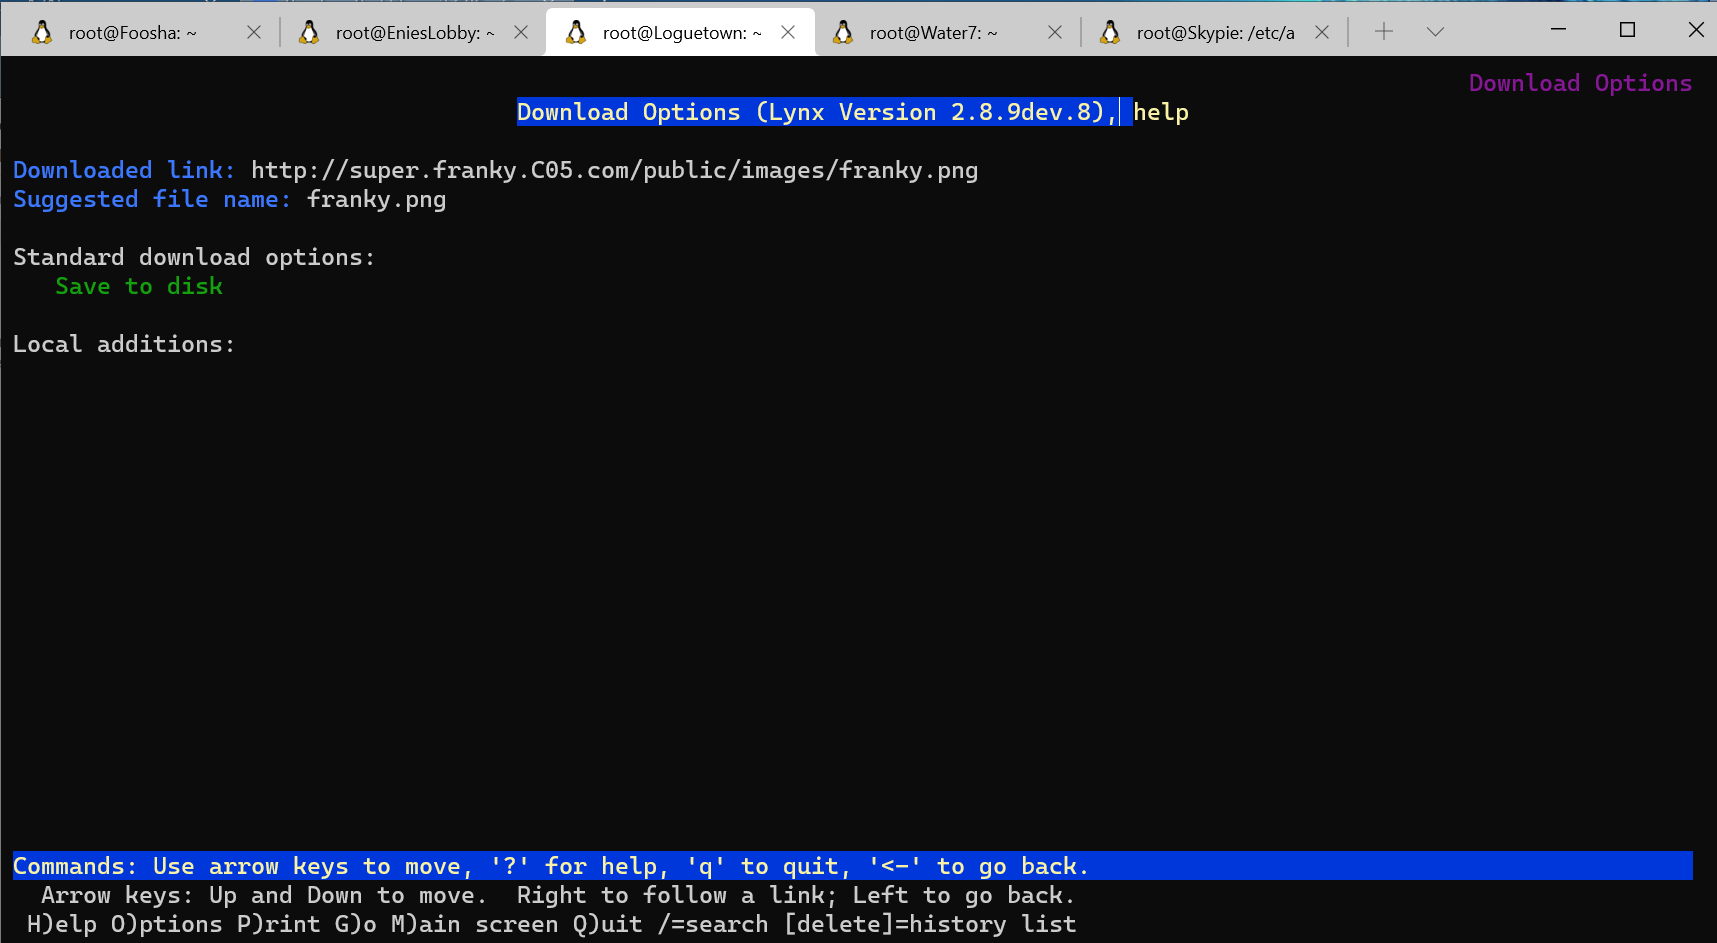 root@Foosha: ~
root@EniesLobby: ~
root@Loguetown: ~
root@Water7: ~
root@Skypie: /etc/a
Download Options
Download Options (Lynx Version 2.8.9dev.8), help
Downloaded link: http://super.franky.C05.com/public/images/franky.png
Suggested file name: franky.png
Standard download options:
Save to disk
Local additions:
Commands: Use arrow keys to move, '?' for help, 'q' to quit, '<-' to go back.
Arrow keys: Up and Down to move.  Right to follow a link; Left to go back.
H)elp O)ptions P)rint G)o M)ain screen Q)uit /=search [delete]=history list